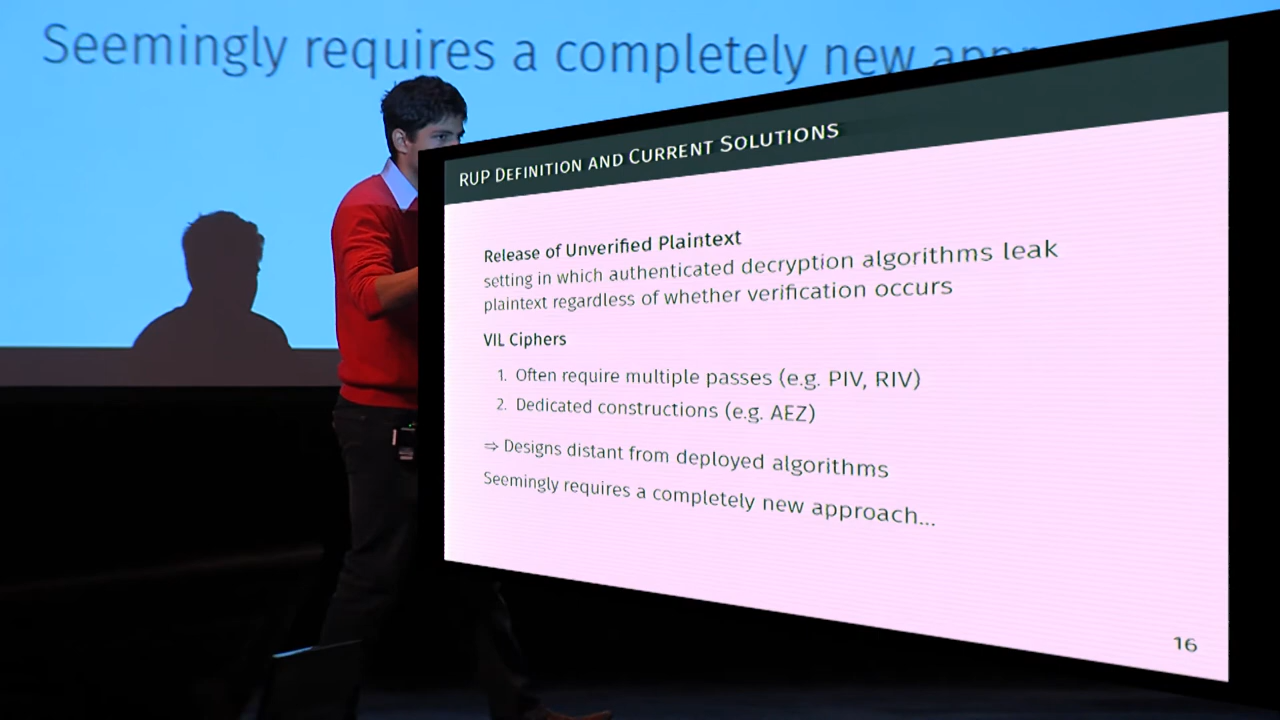 Seemingly requires a completely new
RUP Definition and Current Solutions
Release of Unverified Plaintext
setting in which authenticated decryption algorithms leak
plaintext regardless of whether verification occurs
VIL Ciphers
1. Often require multiple passes (e.g. PIV, RIV)
2. Dedicated constructions (e.g. AEZ)
⇒ Designs distant from deployed algorithms
Seemingly requires a completely new approach...
16